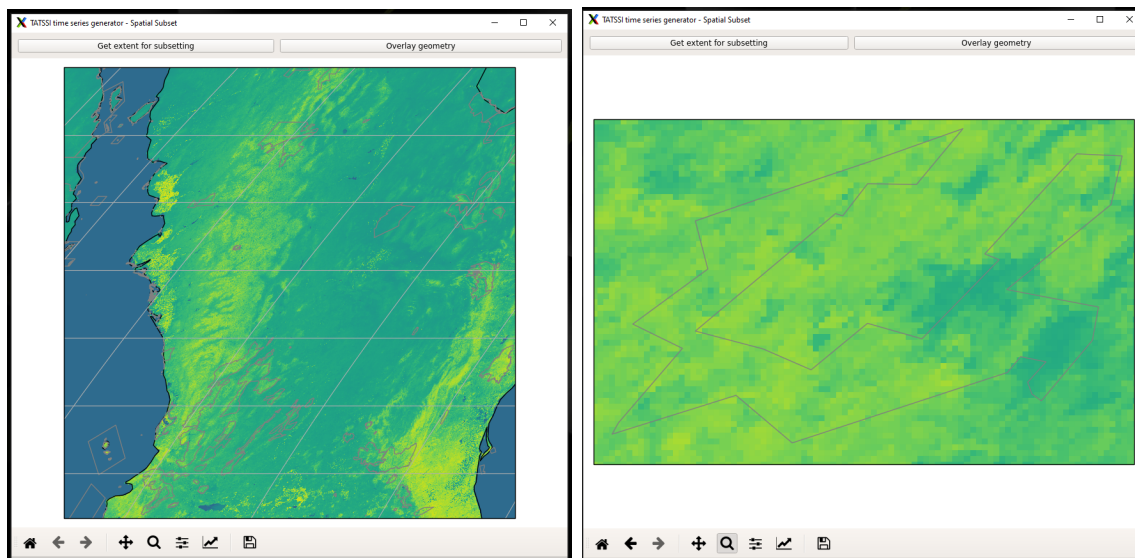 TATSSI time series generator - Spatial Subset
Get extent for subsetting
Overlay geometry
TATSSI time series generator - Spatial Subset
Get extent for subsetting
Overlay geometry